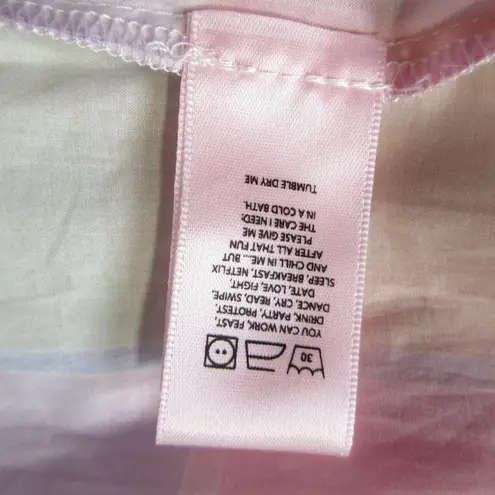 30
YOU CAN WORK, FEAST,
DRINK, PARTY, PROTEST,
DANCE, CRY, READ, SWIPE,
DATE, LOVE, FIGHT,
SLEEP, BREAKFAST, NETFLIX
AND CHILL IN ME... BUT
AFTER ALL THAT FUN
PLEASE GIVE ME
THE CARE I NEED:
IN A COLD BATH.
TUMBLE DRY ME